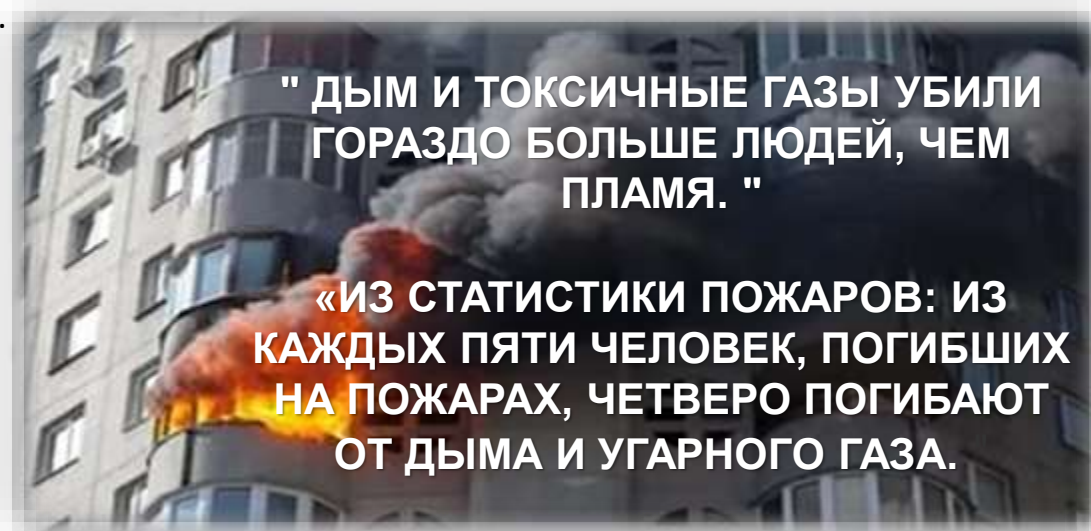 .
" ДЫМ И ТОКСИЧНЫЕ ГАЗЫ УБИЛИ
ГОРАЗДО БОЛЬШЕ ЛЮДЕЙ, ЧЕМ
ПЛАМЯ. "
«ИЗ СТАТИСТИКИ ПОЖАРОВ: ИЗ
КАЖДЫХ ПЯТИ ЧЕЛОВЕК, ПОГИБШИХ
НА ПОЖАРАХ, ЧЕТВЕРО ПОГИБАЮТ
ОТ ДЫМА И УГАРНОГО ГАЗА.